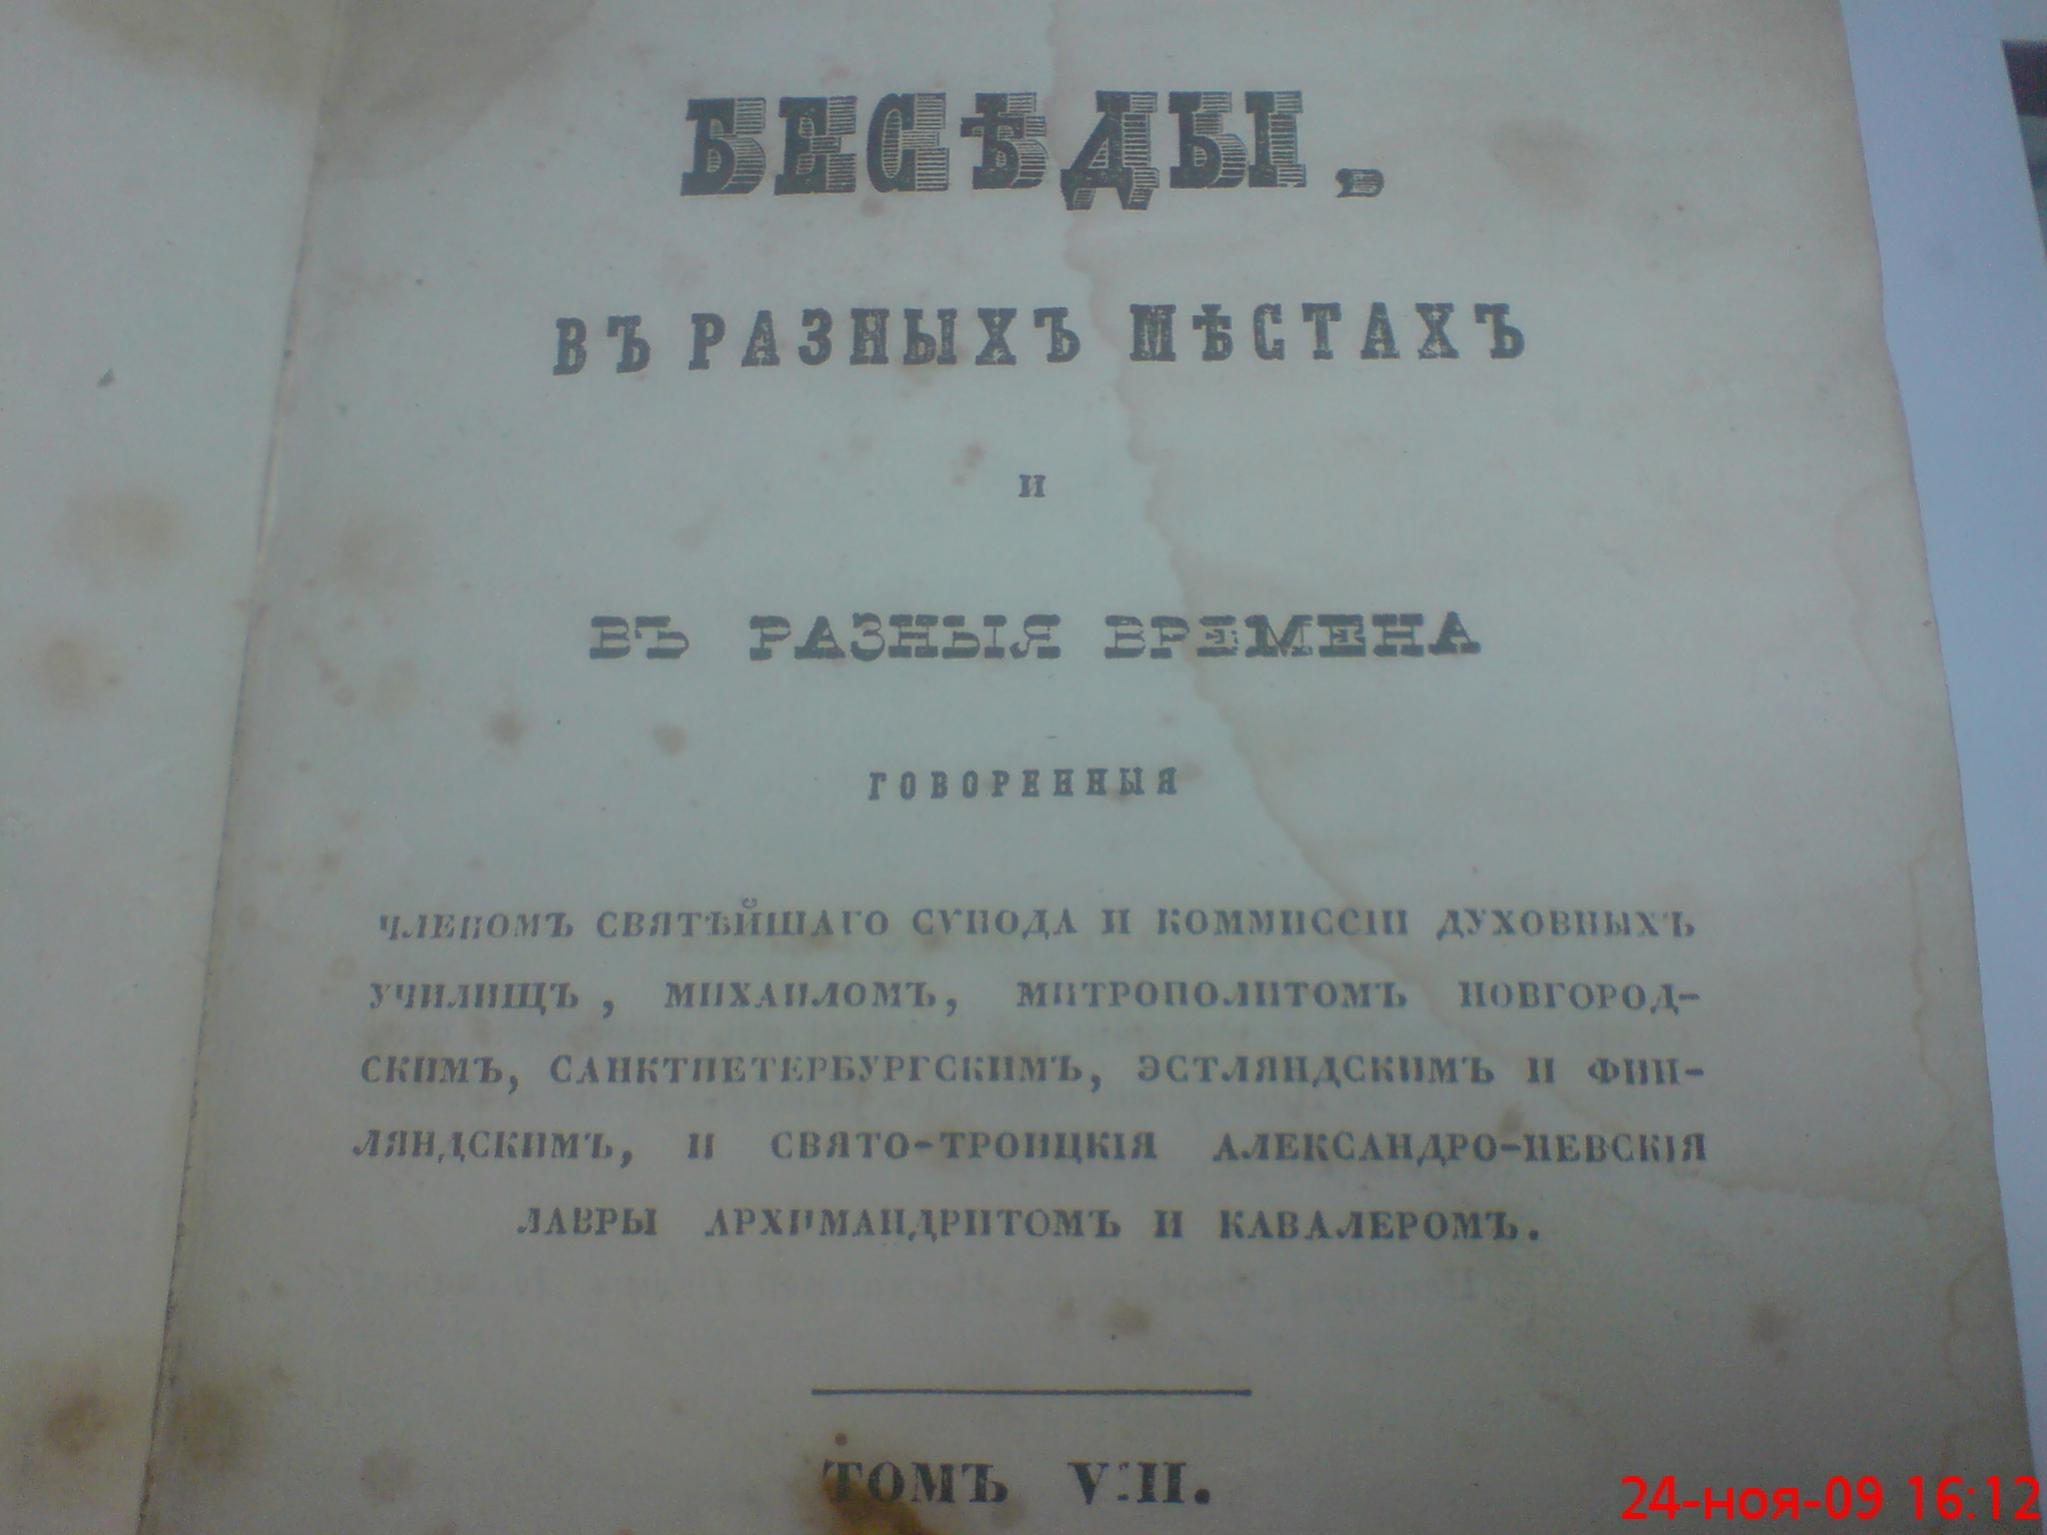 БЕСѢДЫ,
ВЪ РАЗНЫХЪ МѢСТАХЪ
И
ВЪ РАЗНЫЯ ВРЕМЕНА
ГОВОРЕННЫЯ
ЧЛЕНОМЪ СВЯТѢЙШАГО СУНОДА И КОММИССІИ ДУХОВНЫХЪ
УЧИЛИЩЪ, МИХАИЛОМЪ, МИТРОПОЛИТОМЪ НОВГОРОД-
СКИМЪ, САНКТПЕТЕРБУРГСКИМЪ, ЭСТЛЯНДСКИМЪ И ФИН-
ЛЯНДСКИМЪ, И СВЯТО-ТРОИЦКІЯ АЛЕКСАНДРО-НЕВСКІЯ
ЛАВРЫ АРХИМАНДРИТОМЪ И КАВАЛЕРОМЪ.
ТОМЪ VIII.
24-ноя-09 16:12